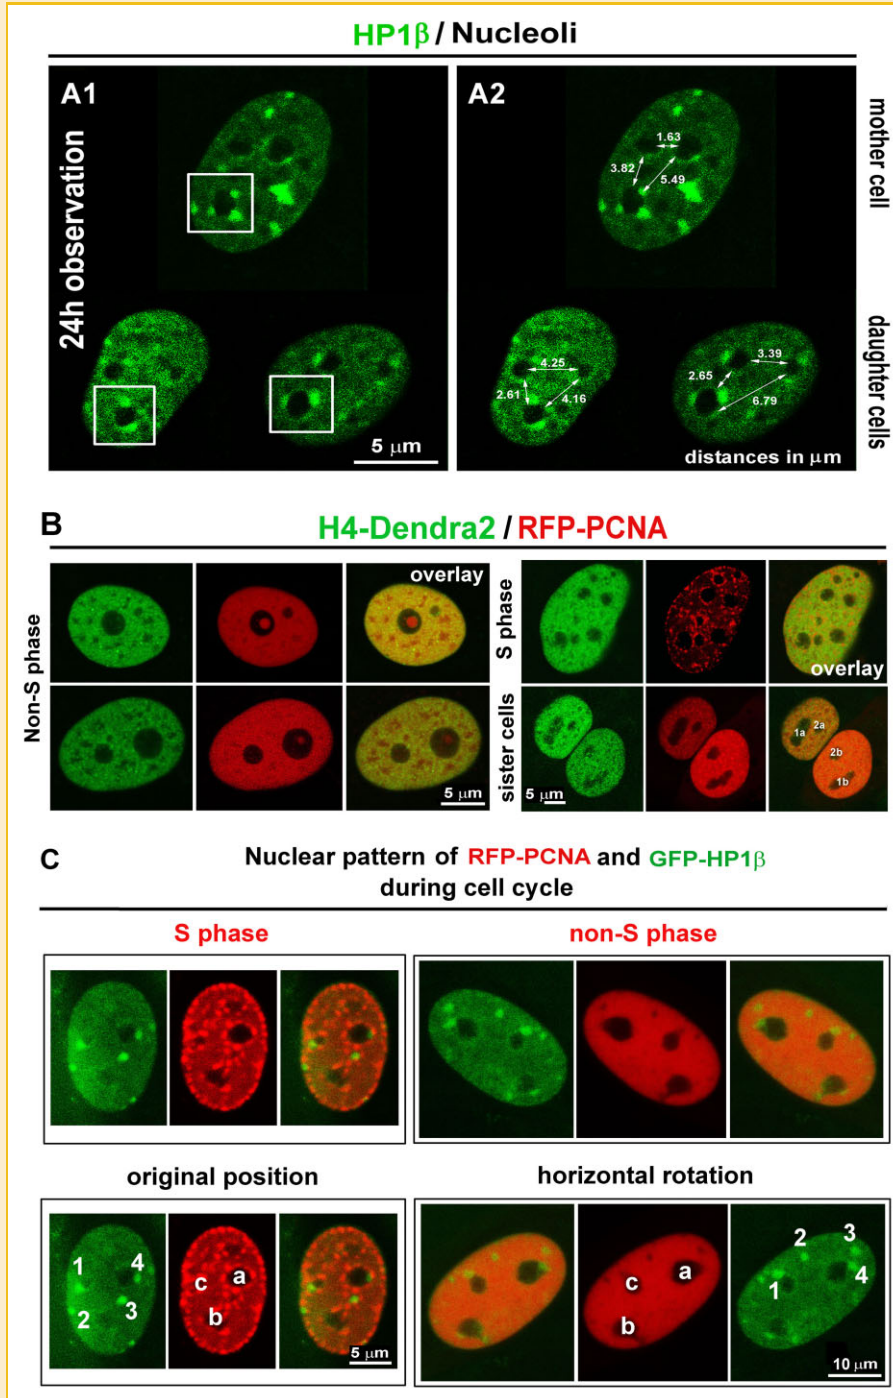 HP1β / Nucleoli
A1
A2
24h observation
mother cell
daughter cells
1.63
3.82
5.49
4.25
2.61
4.16
3.39
2.65
6.79
5 μm
distances in μm
B
H4-Dendra2 / RFP-PCNA
Non-S phase
overlay
5 μm
S phase
overlay
sister cells
5 μm
1a
2a
2b
1b
C
Nuclear pattern of RFP-PCNA and GFP-HP1β
during cell cycle
S phase
non-S phase
original position
horizontal rotation
1
4
2
3
c
a
b
5 μm
c
a
b
2
3
1
4
10 μm